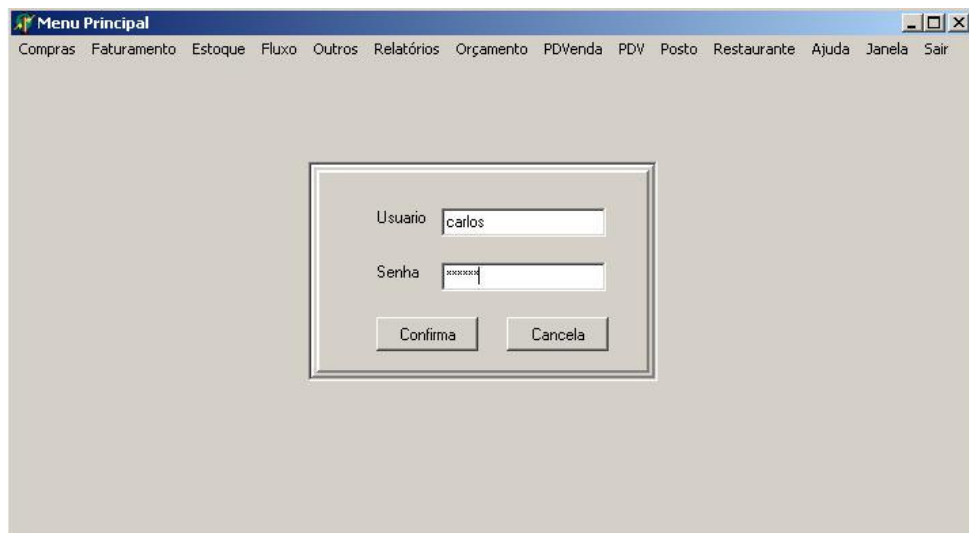 Menu Principal
Compras Faturamento Estoque Fluxo Outros Relatórios Orçamento PDVenda PDV Posto Restaurante Ajuda Janela Sair
Usuario carlos
Senha ******
Confirma Cancela